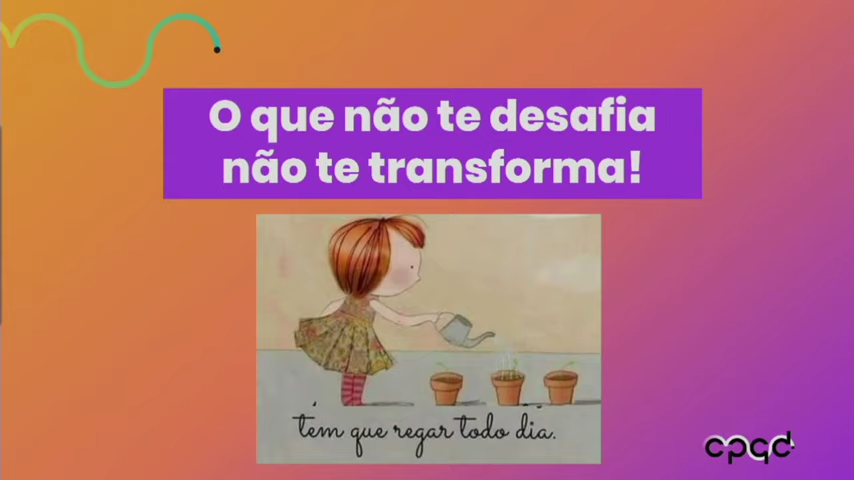 O que não te desafia
não te transforma!
tem que regar todo dia.
cpqd